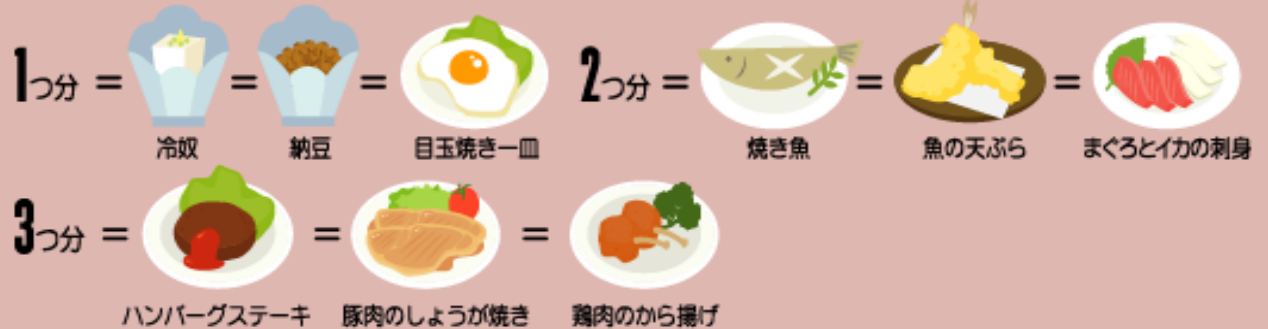 1つ分 = = = 2つ分 = = =
冷奴 納豆 目玉焼き一皿 焼き魚 魚の天ぷら まぐろとイカの刺身
3つ分 = = =
ハンバーグステーキ 豚肉のしょうが焼き 鶏肉のから揚げ